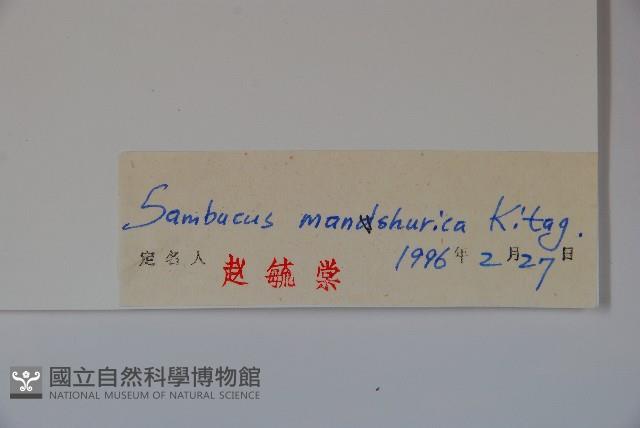 Sambucus mandshurica Kitag.
定名人 赵毓棠 1996年2月27日
國立自然科學博物館
NATIONAL MUSEUM OF NATURAL SCIENCE